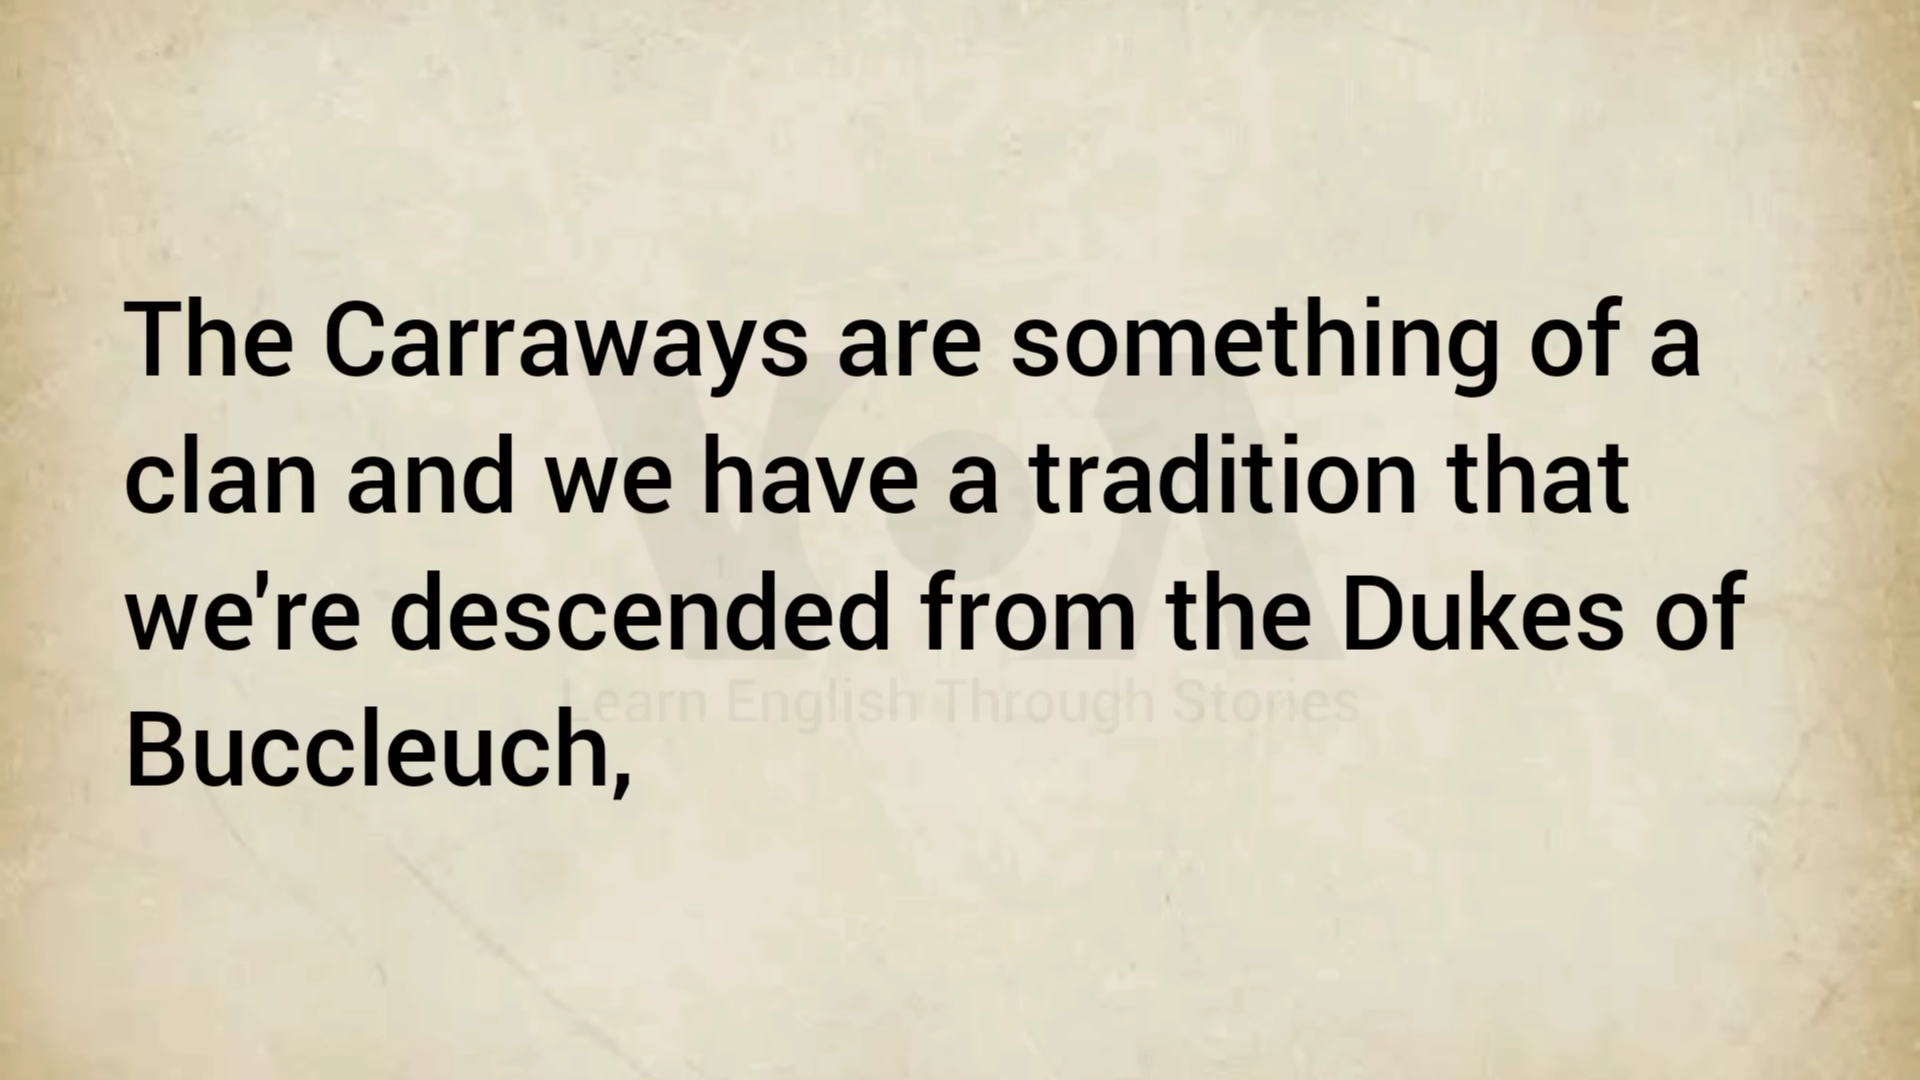 The Carraways are something of a
clan and we have a tradition that
we're descended from the Dukes of
Buccleuch,
VOA
Learn English Through Stories